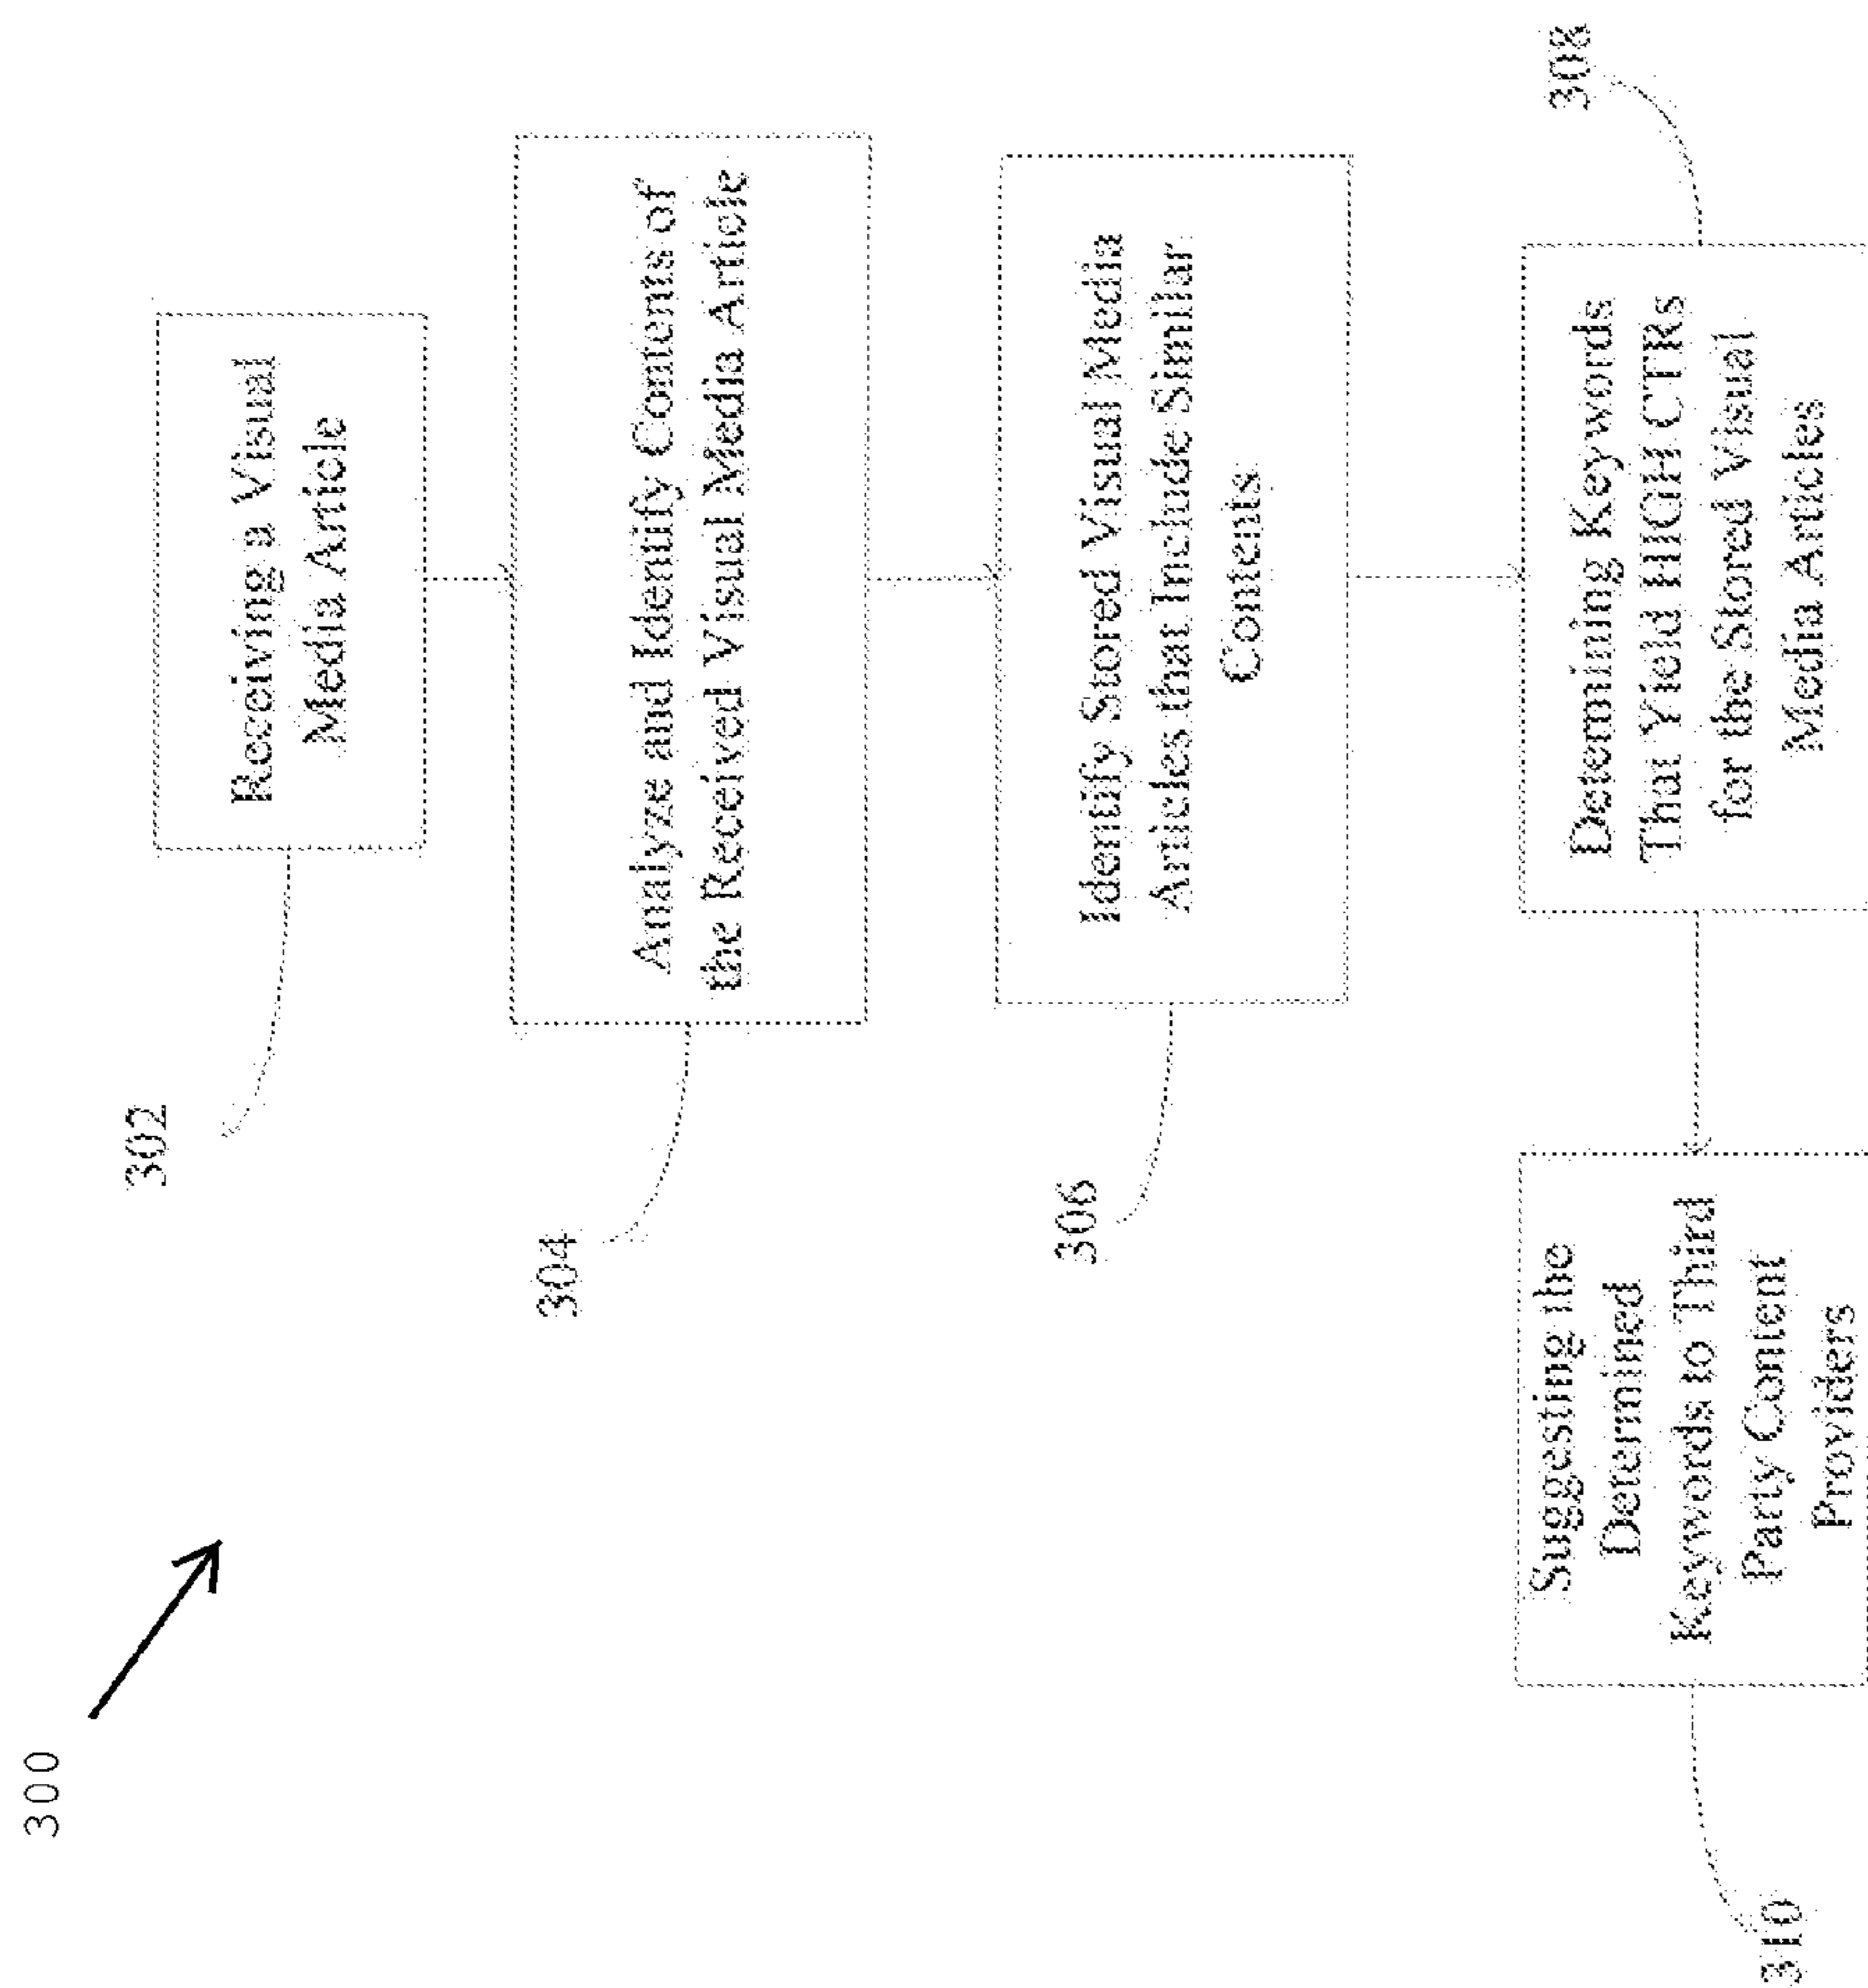 300
302
Receiving a Visual
Media Article
304
Analyze and Identify Contents of
the Received Visual Media Article
306
Identify Stored Visual Media
Articles that Include Similar
Contents
308
Determining Keywords
That Yield HIGH CTRs
for the Stored Visual
Media Articles
310
Suggesting the
Determined
Keywords to Third
Party Content
Providers